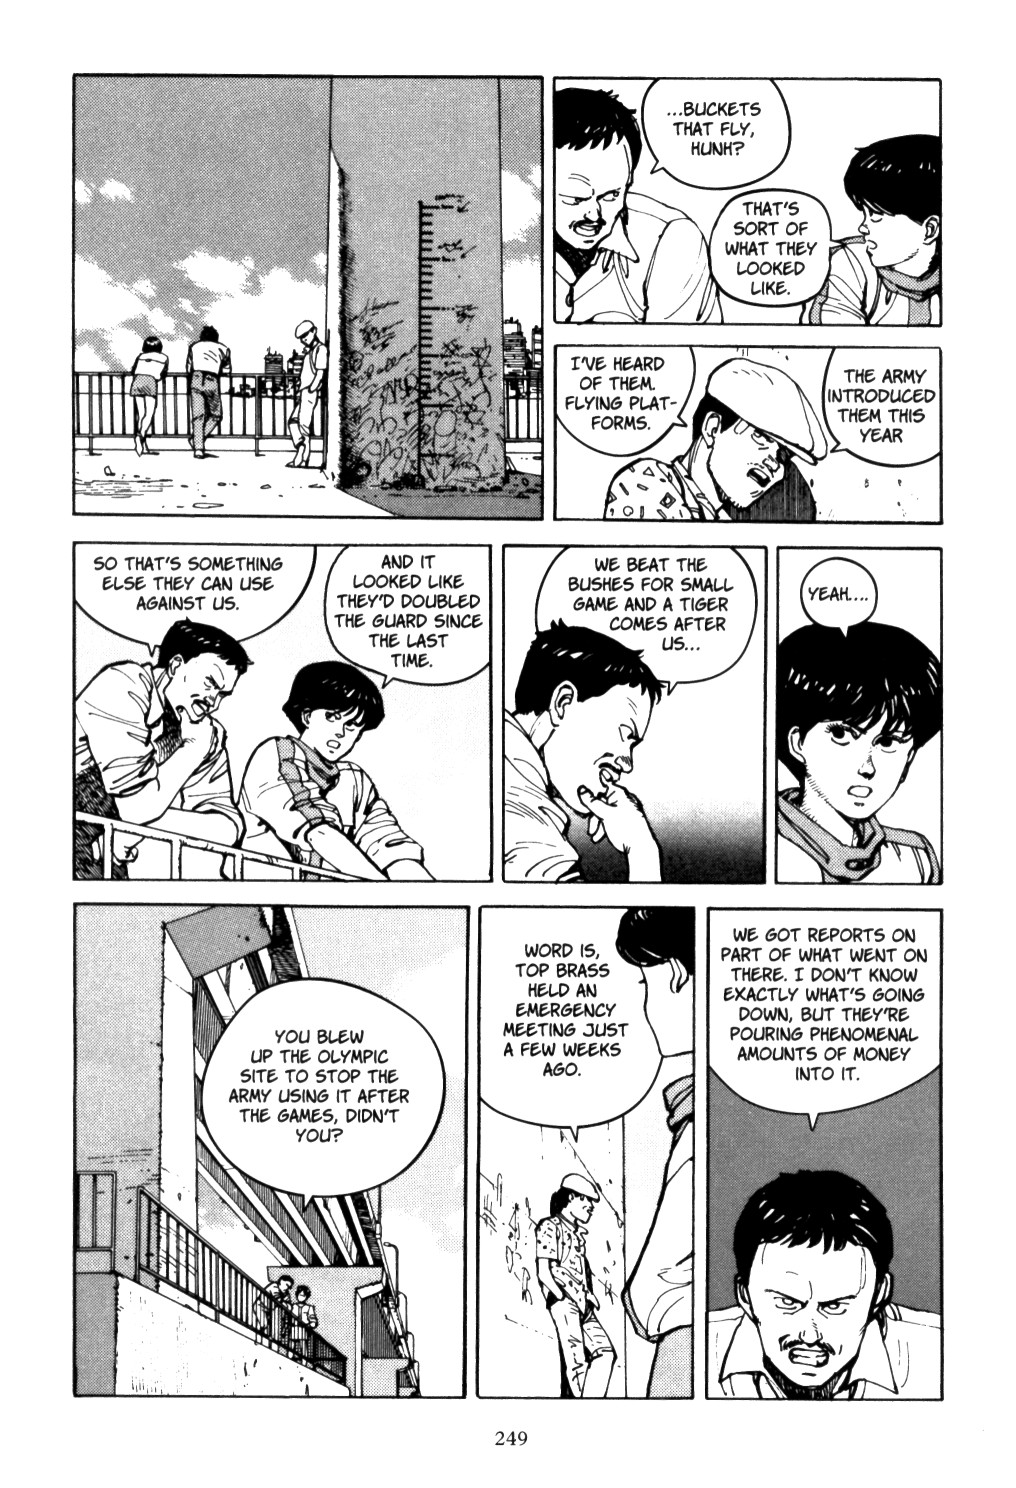 ...BUCKETS
THAT FLY,
HUNH?
THAT'S
SORT OF
WHAT THEY
LOOKED
LIKE.
I'VE HEARD
OF THEM.
FLYING PLAT-
FORMS.
THE ARMY
INTRODUCED
THEM THIS
YEAR
SO THAT'S SOMETHING
ELSE THEY CAN USE
AGAINST US.
AND IT
LOOKED LIKE
THEY'D DOUBLED
THE GUARD SINCE
THE LAST
TIME.
WE BEAT THE
BUSHES FOR SMALL
GAME AND A TIGER
COMES AFTER
US...
YEAH....
YOU BLEW
UP THE OLYMPIC
SITE TO STOP THE
ARMY USING IT AFTER
THE GAMES, DIDN'T
YOU?
WORD IS,
TOP BRASS
HELD AN
EMERGENCY
MEETING JUST
A FEW WEEKS
AGO.
WE GOT REPORTS ON
PART OF WHAT WENT ON
THERE. I DON'T KNOW
EXACTLY WHAT'S GOING
DOWN, BUT THEY'RE
POURING PHENOMENAL
AMOUNTS OF MONEY
INTO IT.
249